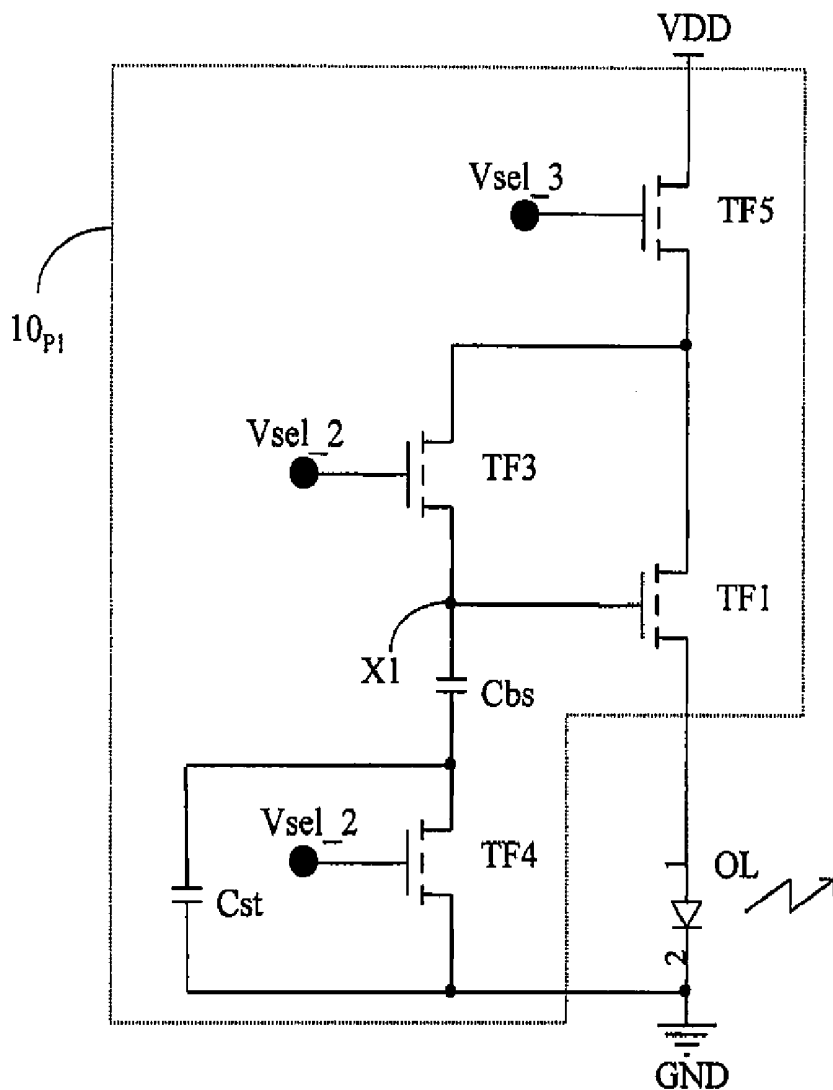 VDD
Vsel_3
TF5
10P1
Vsel_2
TF3
TF1
X1
Cbs
Vsel_2
TF4
1
OL
Cst
2
GND